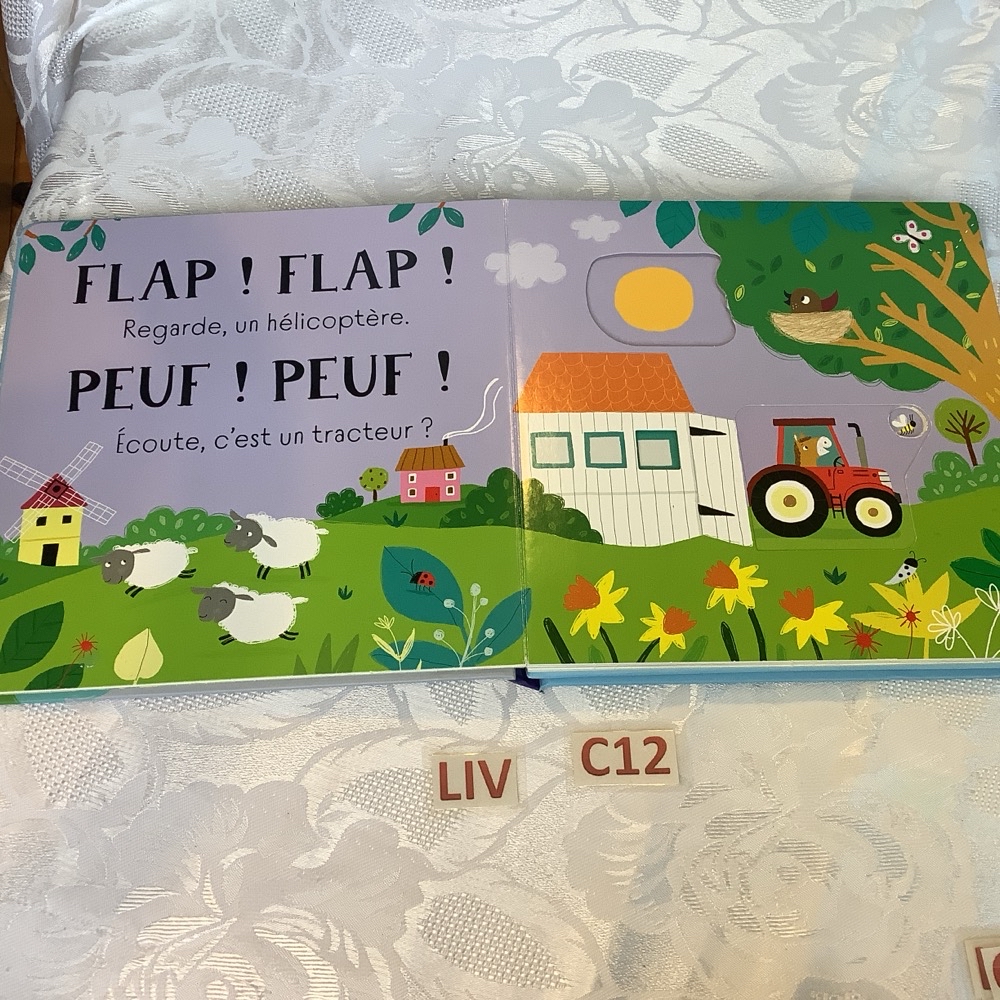 FLAP ! FLAP !
Regarde, un hélicoptère.
PEUF ! PEUF !
Écoute, c'est un tracteur ?
LIV C12